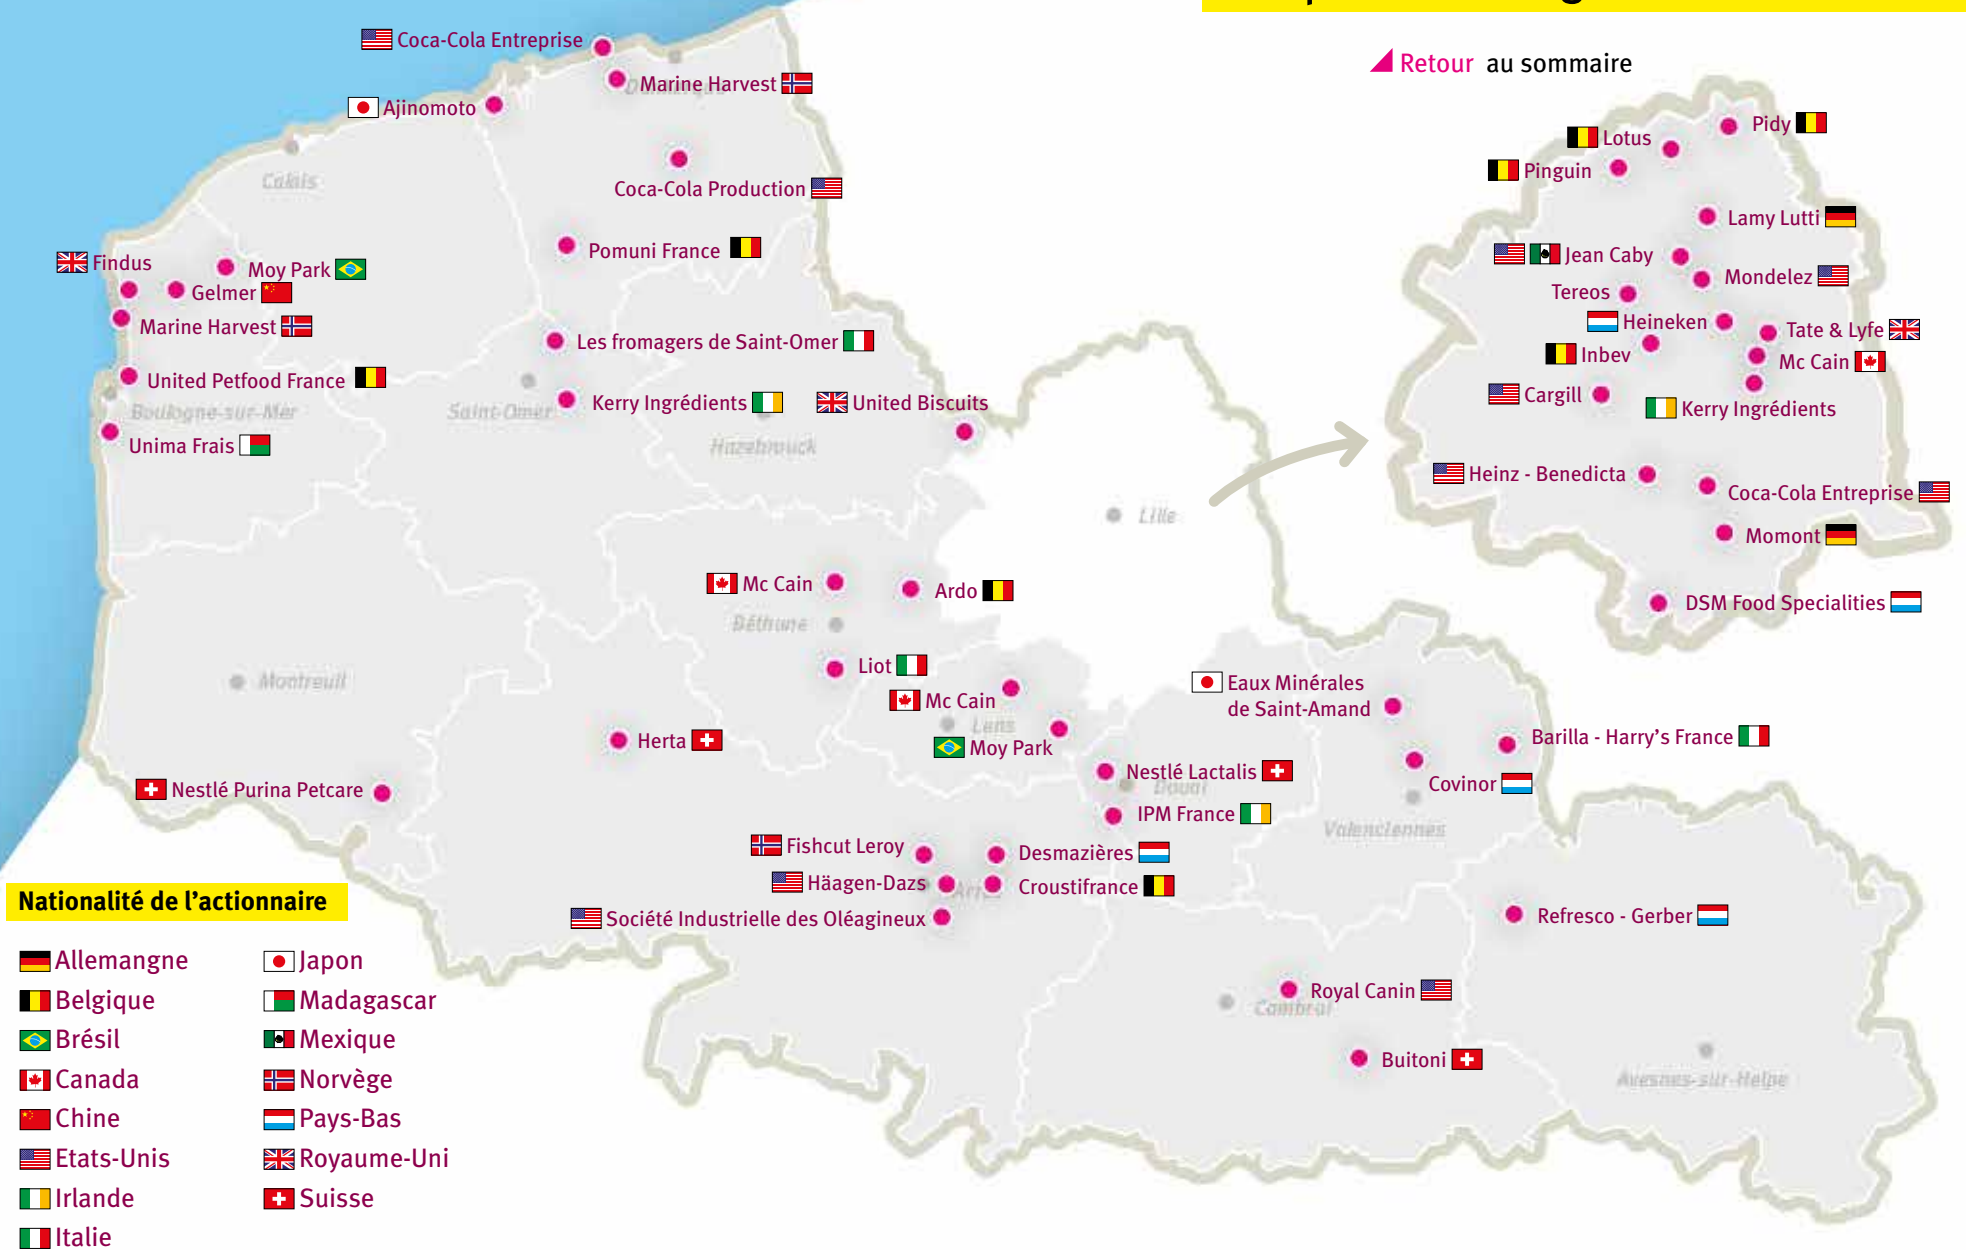 Retour au sommaire
Coca-Cola Entreprise
Marine Harvest
Ajinomoto
Calais
Coca-Cola Production
Pomuni France
Findus
Moy Park
Gelmer
Marine Harvest
Les fromagers de Saint-Omer
United Petfood France
Boulogne-sur-Mer
Saint-Omer
Kerry Ingrédients
United Biscuits
Unima Frais
Hazebrouck
Lille
Mc Cain
Ardo
Béthune
Liot
Montreuil
Mc Cain
Lens
Moy Park
Herta
Nestlé Purina Petcare
Eaux Minérales
de Saint-Amand
Barilla - Harry's France
Nestlé Lactalis
Douai
Covinor
IPM France
Valenciennes
Fishcut Leroy
Desmazières
Häagen-Dazs
Croustifrance
Société Industrielle des Oléagineux
Refresco - Gerber
Royal Canin
Cambrai
Buitoni
Avesnes-sur-Helpe
Pidy
Lotus
Pinguin
Lamy Lutti
Jean Caby
Mondelez
Tereos
Heineken
Tate & Lyfe
Inbev
Mc Cain
Cargill
Kerry Ingrédients
Heinz - Benedicta
Coca-Cola Entreprise
Momont
DSM Food Specialities
Nationalité de l'actionnaire
Allemangne
Belgique
Brésil
Canada
Chine
Etats-Unis
Irlande
Italie
Japon
Madagascar
Mexique
Norvège
Pays-Bas
Royaume-Uni
Suisse